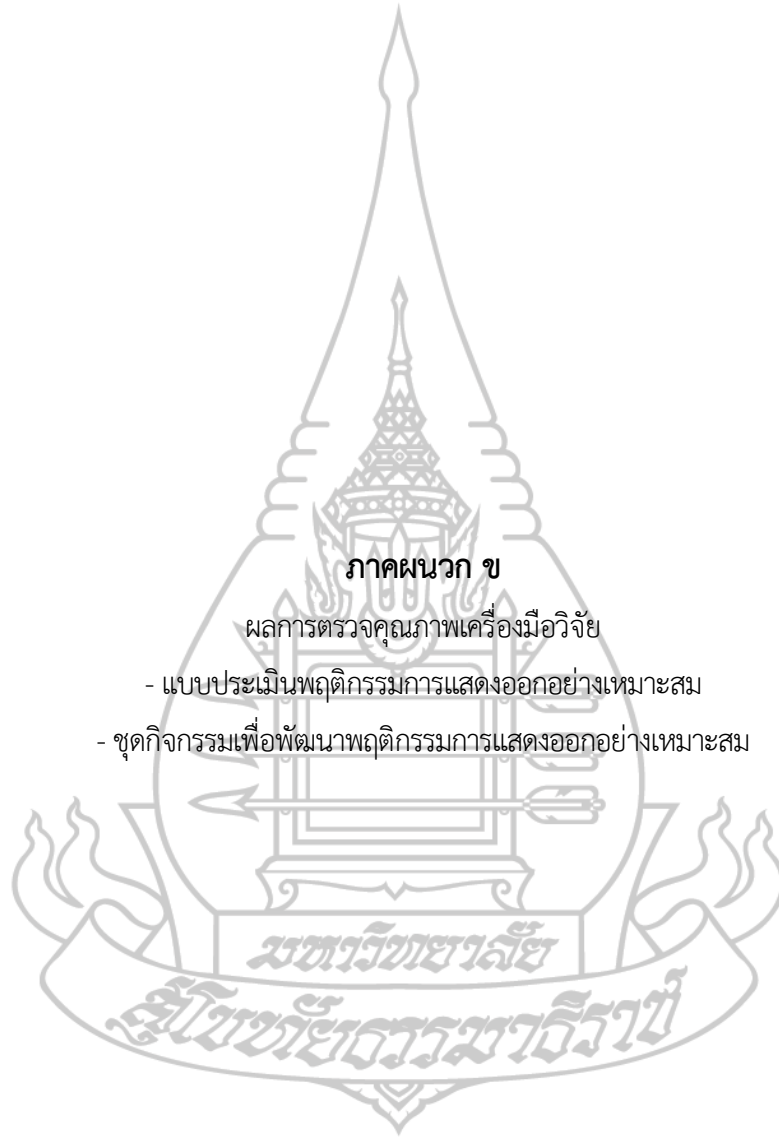 ภาคผนวก ข
ผลการตรวจคุณภาพเครื่องมือวิจัย
- แบบประเมินพฤติกรรมการแสดงออกอย่างเหมาะสม
- ชุดกิจกรรมเพื่อพัฒนาพฤติกรรมการแสดงออกอย่างเหมาะสม
มหาวิทยาลัย
สุโขทัยธรรมาธิราช